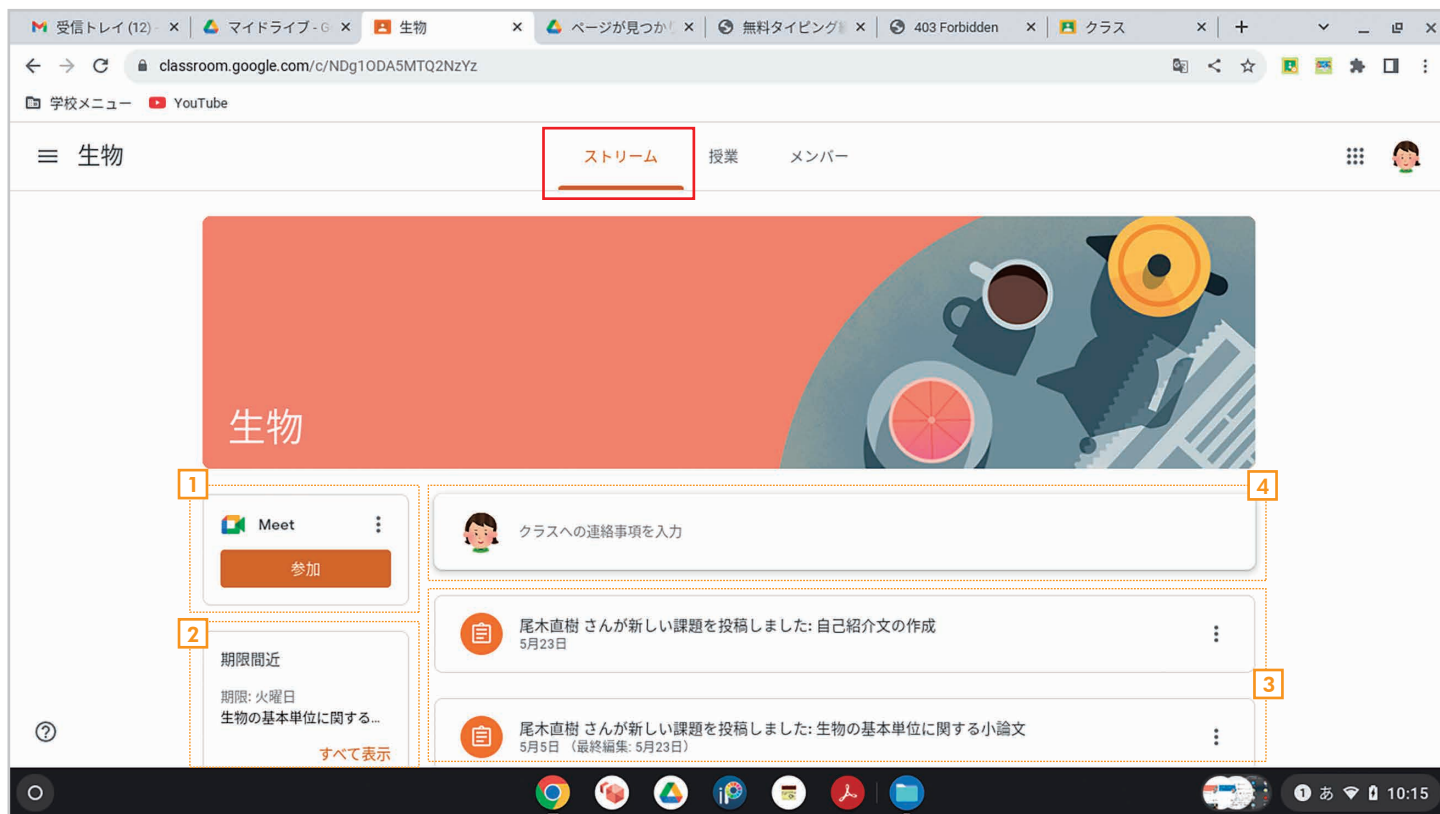 受信トレイ (12) -
マイドライブ - G
生物
ページが見つかり
無料タイピング
403 Forbidden
クラス
classroom.google.com/c/NDg1ODA5MTQ2NzYz
学校メニュー
YouTube
生物
ストリーム
授業
メンバー
生物
1
Meet
参加
4
クラスへの連絡事項を入力
2
期限間近
期限: 火曜日
生物の基本単位に関する...
すべて表示
尾木直樹 さんが新しい課題を投稿しました: 自己紹介文の作成
5月23日
3
尾木直樹 さんが新しい課題を投稿しました: 生物の基本単位に関する小論文
5月5日 (最終編集: 5月23日)
1 あ 10:15